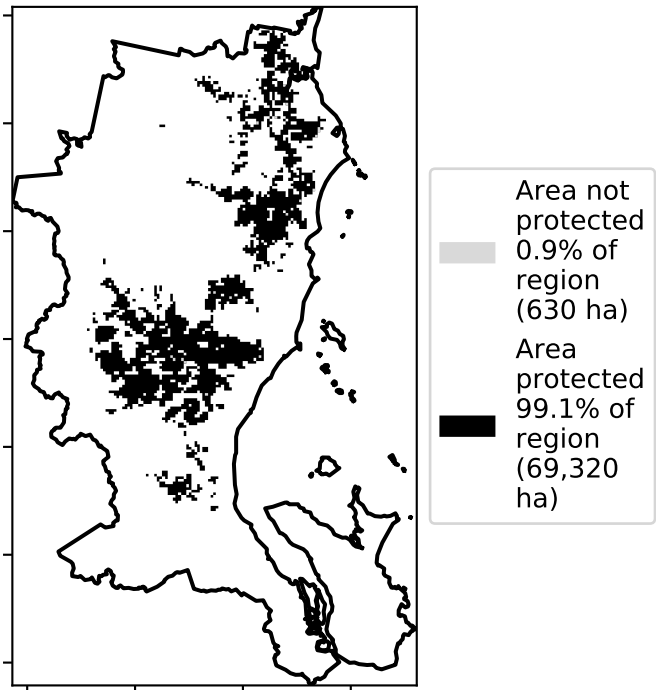 Area not
protected
0.9% of
region
(630 ha)
Area
protected
99.1% of
region
(69,320
ha)